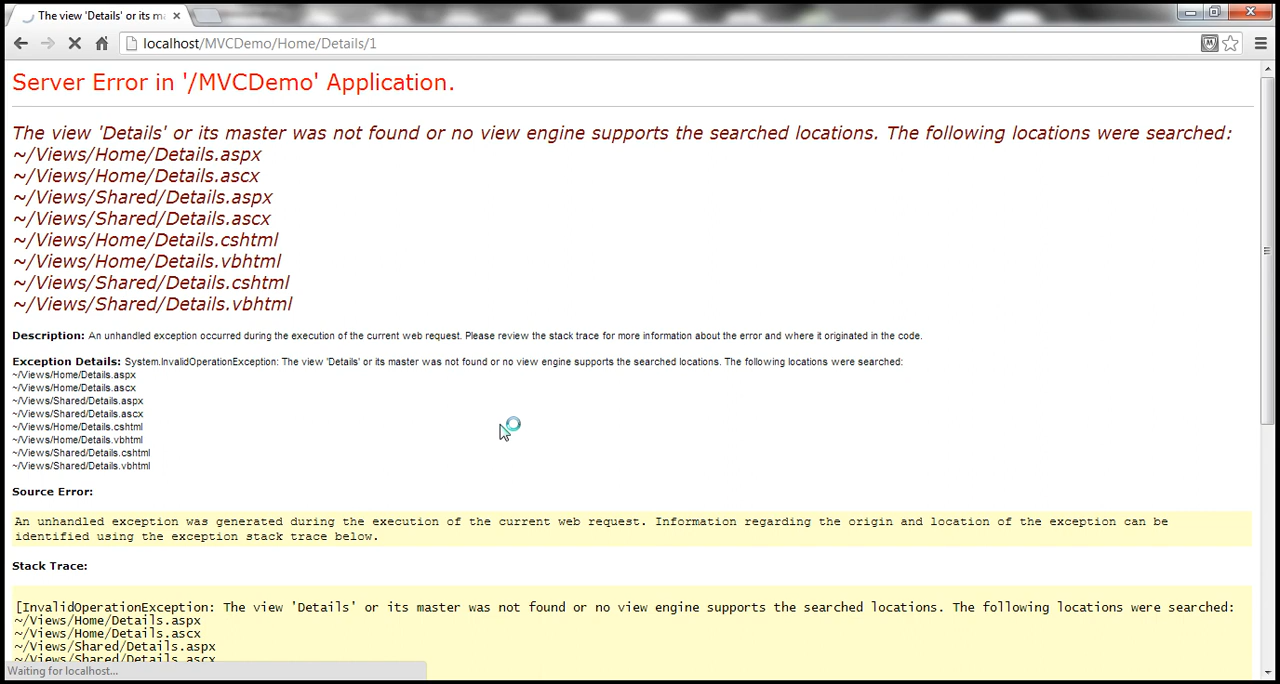 The view 'Details' or its m
localhost/MVCDemo/Home/Details/1
Server Error in '/MVCDemo' Application.
The view 'Details' or its master was not found or no view engine supports the searched locations. The following locations were searched:
~/Views/Home/Details.aspx
~/Views/Home/Details.ascx
~/Views/Shared/Details.aspx
~/Views/Shared/Details.ascx
~/Views/Home/Details.cshtml
~/Views/Home/Details.vbhtml
~/Views/Shared/Details.cshtml
~/Views/Shared/Details.vbhtml
Description: An unhandled exception occurred during the execution of the current web request. Please review the stack trace for more information about the error and where it originated in the code.
Exception Details: System.InvalidOperationException: The view 'Details' or its master was not found or no view engine supports the searched locations. The following locations were searched:
~/Views/Home/Details.aspx
~/Views/Home/Details.ascx
~/Views/Shared/Details.aspx
~/Views/Shared/Details.ascx
~/Views/Home/Details.cshtml
~/Views/Home/Details.vbhtml
~/Views/Shared/Details.cshtml
~/Views/Shared/Details.vbhtml
Source Error:
An unhandled exception was generated during the execution of the current web request. Information regarding the origin and location of the exception can be
identified using the exception stack trace below.
Stack Trace:
[InvalidOperationException: The view 'Details' or its master was not found or no view engine supports the searched locations. The following locations were searched:
~/Views/Home/Details.aspx
~/Views/Home/Details.ascx
~/Views/Shared/Details.aspx
~/Views/Shared/Details.ascx
Waiting for localhost...